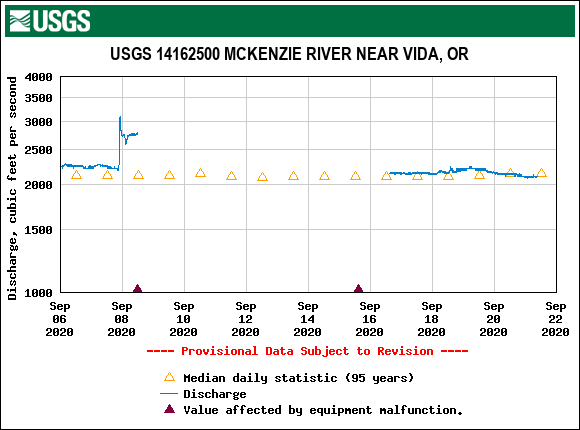 USGS
USGS 14162500 MCKENZIE RIVER NEAR VIDA, OR
Discharge, cubic feet per second
4000
3500
3000
2500
2000
1500
1000
Sep 06 2020
Sep 08 2020
Sep 10 2020
Sep 12 2020
Sep 14 2020
Sep 16 2020
Sep 18 2020
Sep 20 2020
Sep 22 2020
---- Provisional Data Subject to Revision ----
Median daily statistic (95 years)
Discharge
Value affected by equipment malfunction.